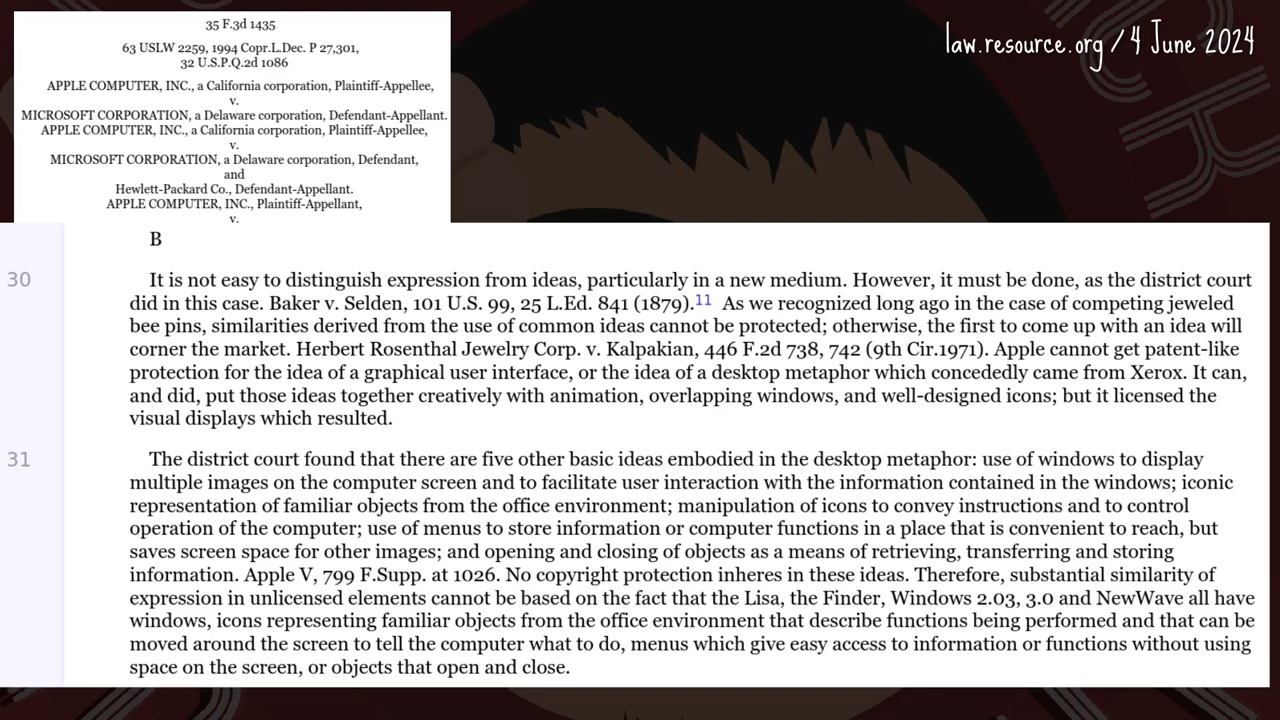 35 F.3d 1435
63 USLW 2259, 1994 Copr.L.Dec. P 27,301,
32 U.S.P.Q.2d 1086
APPLE COMPUTER, INC., a California corporation, Plaintiff-Appellee,
v.
MICROSOFT CORPORATION, a Delaware corporation, Defendant-Appellant.
APPLE COMPUTER, INC., a California corporation, Plaintiff-Appellee,
v.
MICROSOFT CORPORATION, a Delaware corporation, Defendant,
and
Hewlett-Packard Co., Defendant-Appellant.
APPLE COMPUTER, INC., Plaintiff-Appellant,
v.
law.resource.org / 4 June 2024
B
30
It is not easy to distinguish expression from ideas, particularly in a new medium. However, it must be done, as the district court
did in this case. Baker v. Selden, 101 U.S. 99, 25 L.Ed. 841 (1879).11 As we recognized long ago in the case of competing jeweled
bee pins, similarities derived from the use of common ideas cannot be protected; otherwise, the first to come up with an idea will
corner the market. Herbert Rosenthal Jewelry Corp. v. Kalpakian, 446 F.2d 738, 742 (9th Cir.1971). Apple cannot get patent-like
protection for the idea of a graphical user interface, or the idea of a desktop metaphor which concededly came from Xerox. It can,
and did, put those ideas together creatively with animation, overlapping windows, and well-designed icons; but it licensed the
visual displays which resulted.
31
The district court found that there are five other basic ideas embodied in the desktop metaphor: use of windows to display
multiple images on the computer screen and to facilitate user interaction with the information contained in the windows; iconic
representation of familiar objects from the office environment; manipulation of icons to convey instructions and to control
operation of the computer; use of menus to store information or computer functions in a place that is convenient to reach, but
saves screen space for other images; and opening and closing of objects as a means of retrieving, transferring and storing
information. Apple V, 799 F.Supp. at 1026. No copyright protection inheres in these ideas. Therefore, substantial similarity of
expression in unlicensed elements cannot be based on the fact that the Lisa, the Finder, Windows 2.03, 3.0 and NewWave all have
windows, icons representing familiar objects from the office environment that describe functions being performed and that can be
moved around the screen to tell the computer what to do, menus which give easy access to information or functions without using
space on the screen, or objects that open and close.